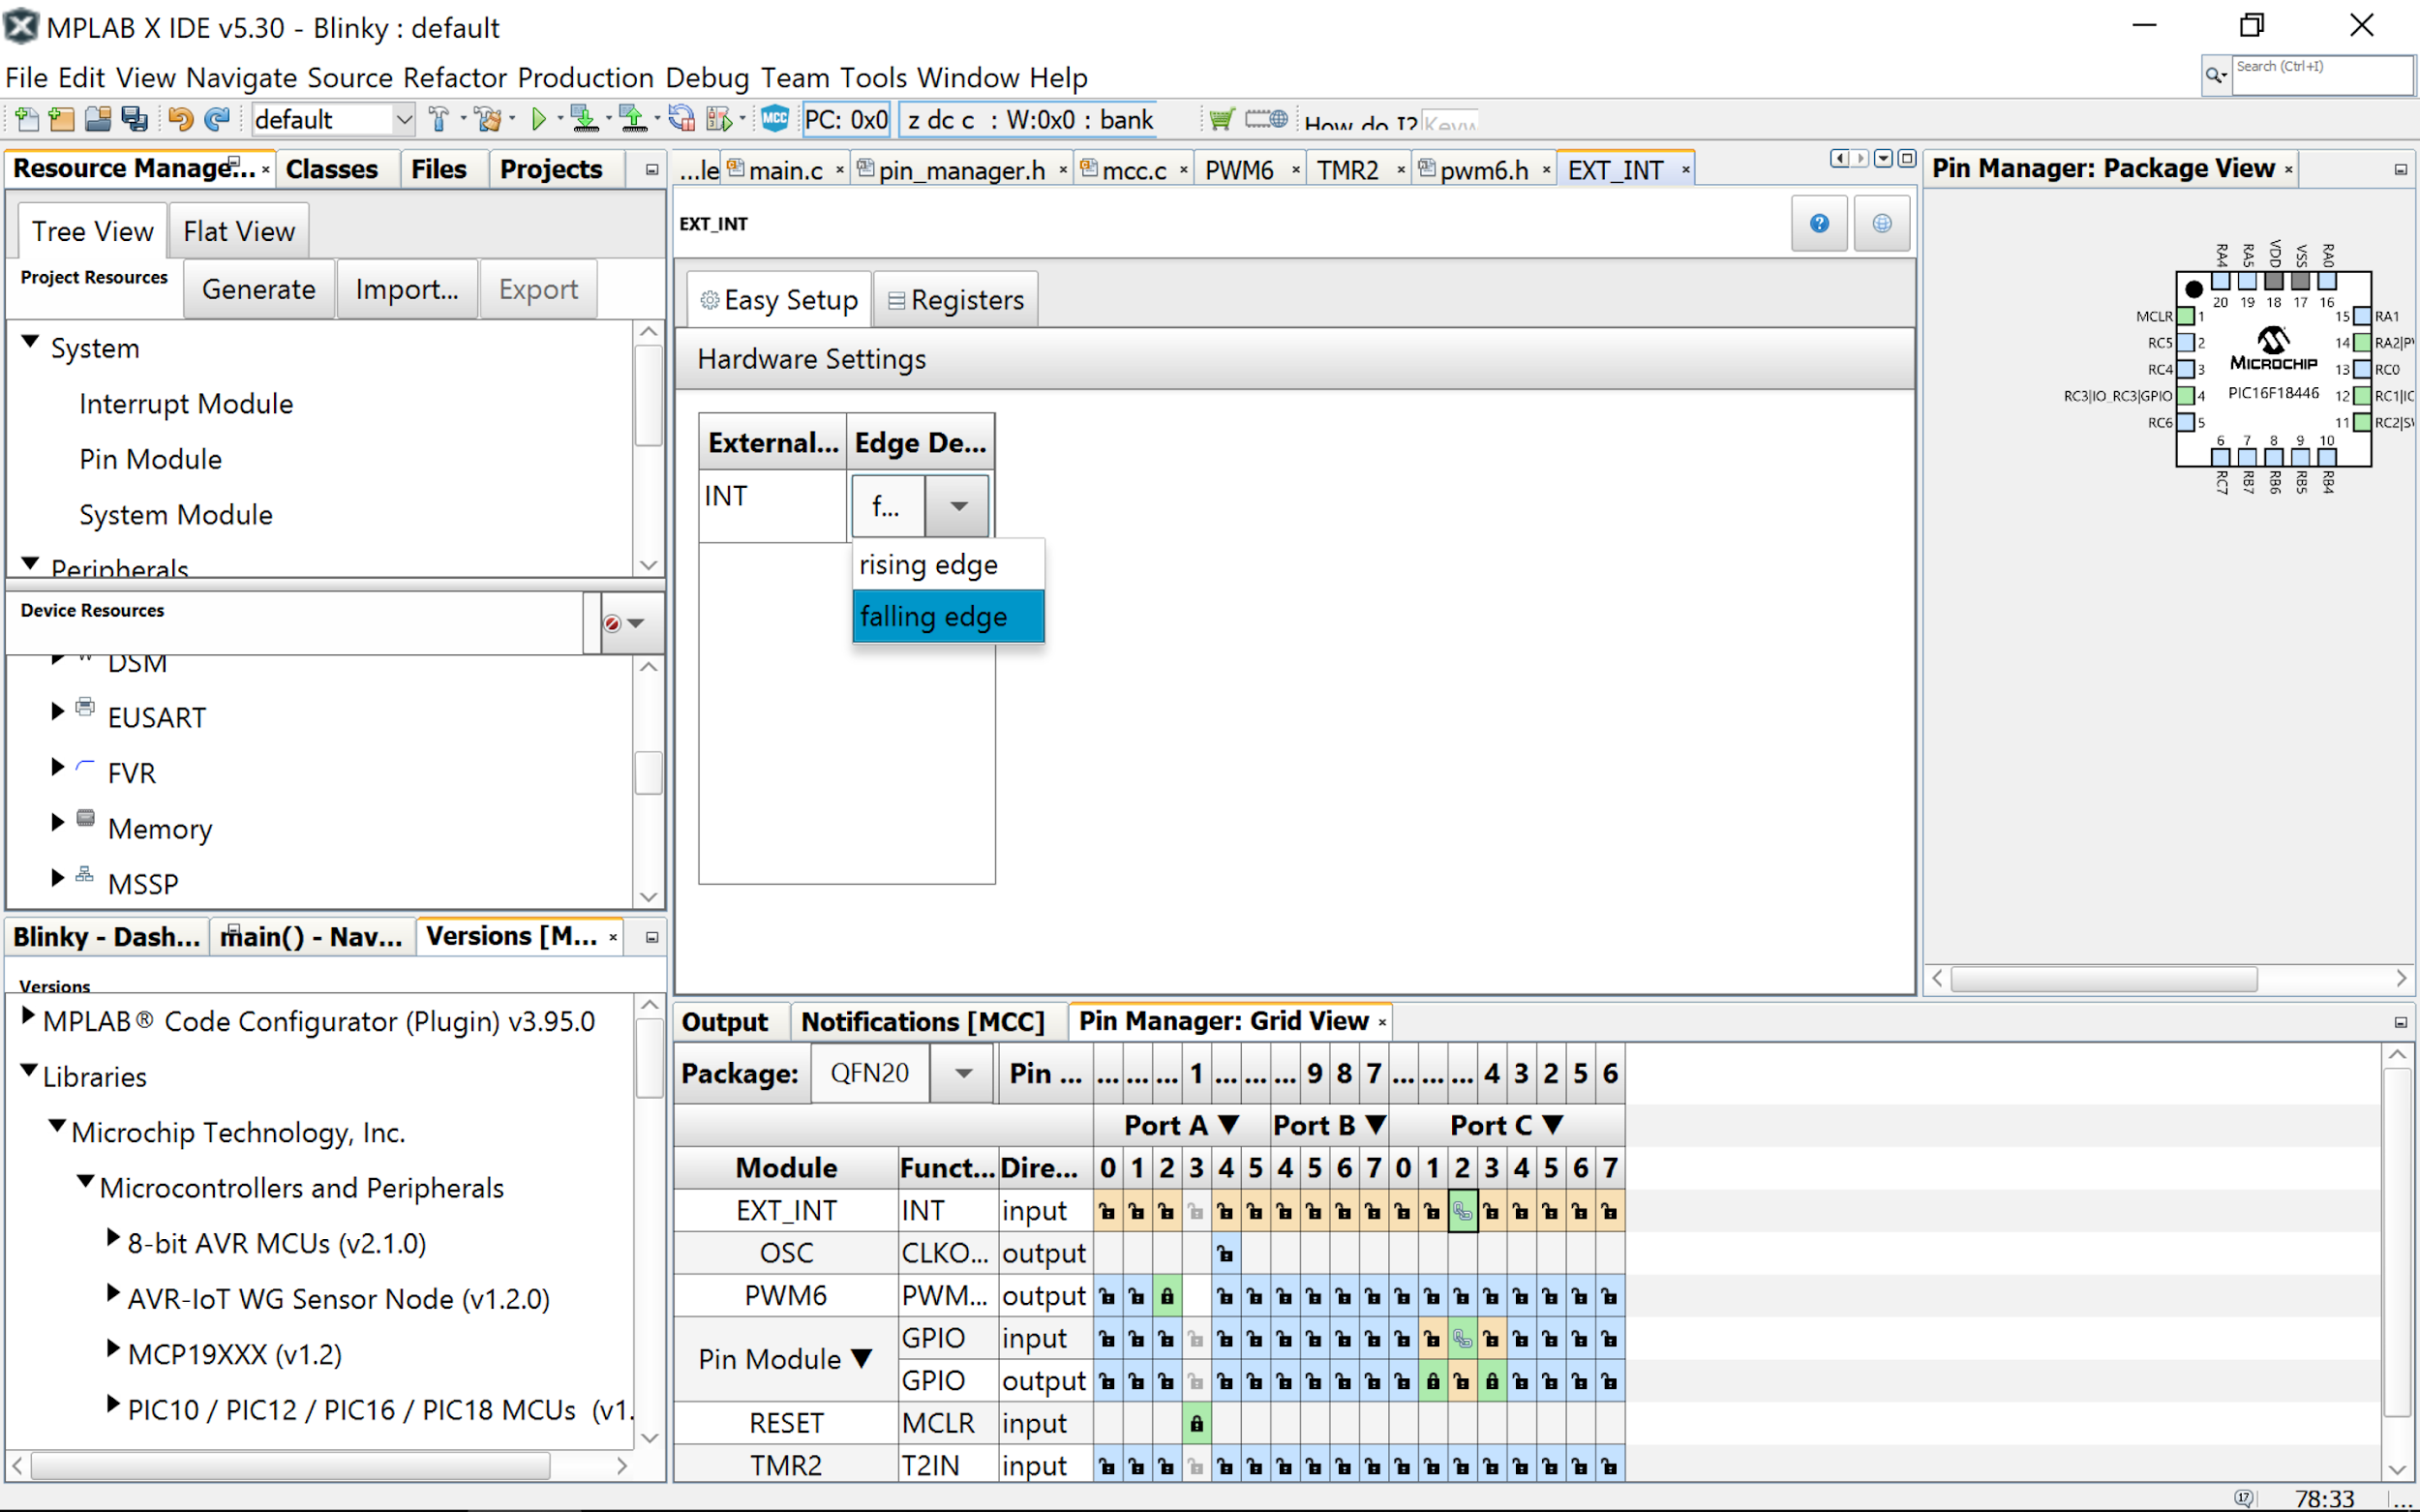 MPLAB X IDE v5.30 - Blinky : default
File Edit View Navigate Source Refactor Production Debug Team Tools Window Help
Search (Ctrl+I)
default
MCC
PC: 0x0
z dc c : W:0x0 : bank
How do I?
Resource Manage...
Classes
Files
Projects
...le
main.c
pin_manager.h
mcc.c
PWM6
TMR2
pwm6.h
EXT_INT
Pin Manager: Package View
Tree View
Flat View
Project Resources
Generate
Import...
Export
System
Interrupt Module
Pin Module
System Module
Peripherals
Device Resources
DSM
EUSART
FVR
Memory
MSSP
EXT_INT
Easy Setup
Registers
Hardware Settings
External...
Edge De...
INT
f...
rising edge
falling edge
RA4 RA5 VDD VSS RA0
20 19 18 17 16
MCLR 1
RC5 2
RC4 3
RC3|IO_RC3|GPIO 4
RC6 5
MICROCHIP
PIC16F18446
15 RA1
14 RA2|P
13 RC0
12 RC1|IC
11 RC2|S
6 7 8 9 10
RC7 RB7 RB6 RB5 RB4
Blinky - Dash...
main() - Nav...
Versions [M...
Versions
MPLAB® Code Configurator (Plugin) v3.95.0
Libraries
Microchip Technology, Inc.
Microcontrollers and Peripherals
8-bit AVR MCUs (v2.1.0)
AVR-IoT WG Sensor Node (v1.2.0)
MCP19XXX (v1.2)
PIC10 / PIC12 / PIC16 / PIC18 MCUs (v1.
Output
Notifications [MCC]
Pin Manager: Grid View
Package: QFN20 Pin ... ... ... ... 1 ... ... ... 9 8 7 ... ... ... 4 3 2 5 6
Port A ▼ Port B ▼ Port C ▼
Module Funct... Dire... 0 1 2 3 4 5 4 5 6 7 0 1 2 3 4 5 6 7
EXT_INT INT input
OSC CLKO... output
PWM6 PWM... output
Pin Module ▼
GPIO input
GPIO output
RESET MCLR input
TMR2 T2IN input
17
78:33
...